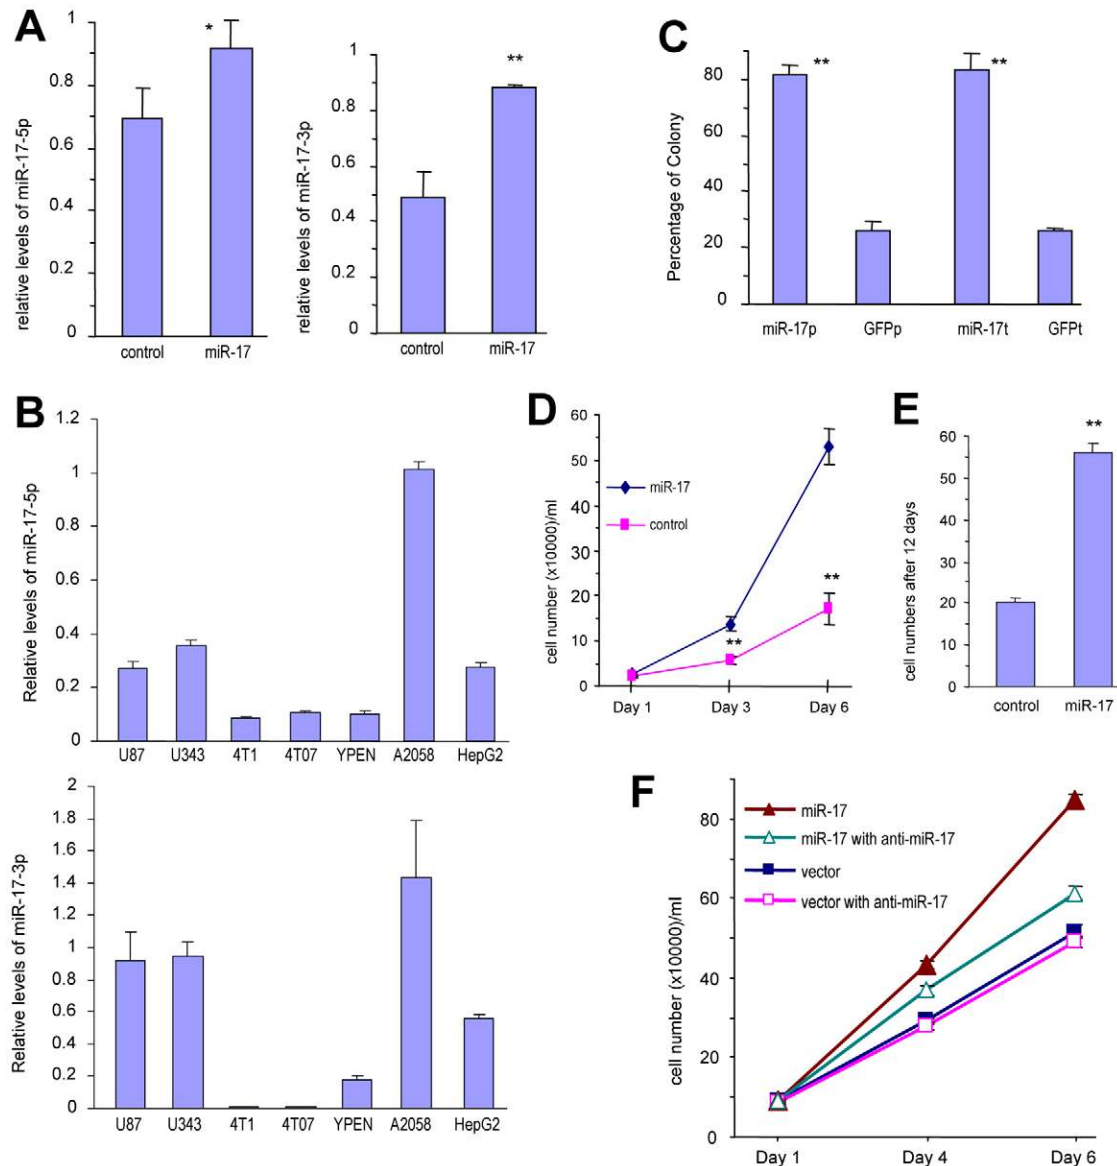 A
relative levels of miR-17-5p
1
0.8
0.6
0.4
0.2
0
*
control miR-17
relative levels of miR-17-3p
1
0.8
0.6
0.4
0.2
0
**
control miR-17
C
Percentage of Colony
80
60
40
20
0
** **
miR-17p GFPp miR-17t GFPt
B
Relative levels of miR-17-5p
1.2
1
0.8
0.6
0.4
0.2
0
U87 U343 4T1 4T07 YPEN A2058 HepG2
Relative levels of miR-17-3p
2
1.8
1.6
1.4
1.2
1
0.8
0.6
0.4
0.2
0
U87 U343 4T1 4T07 YPEN A2058 HepG2
D
cell number (x10000)/ml
60
50
40
30
20
15
10
5
0
miR-17
control
**
**
Day 1 Day 3 Day 6
E
cell numbers after 12 days
60
50
40
30
20
10
0
**
control miR-17
F
cell number (x10000)/ml
80
60
40
20
0
miR-17
miR-17 with anti-miR-17
vector
vector with anti-miR-17
Day 1 Day 4 Day 6